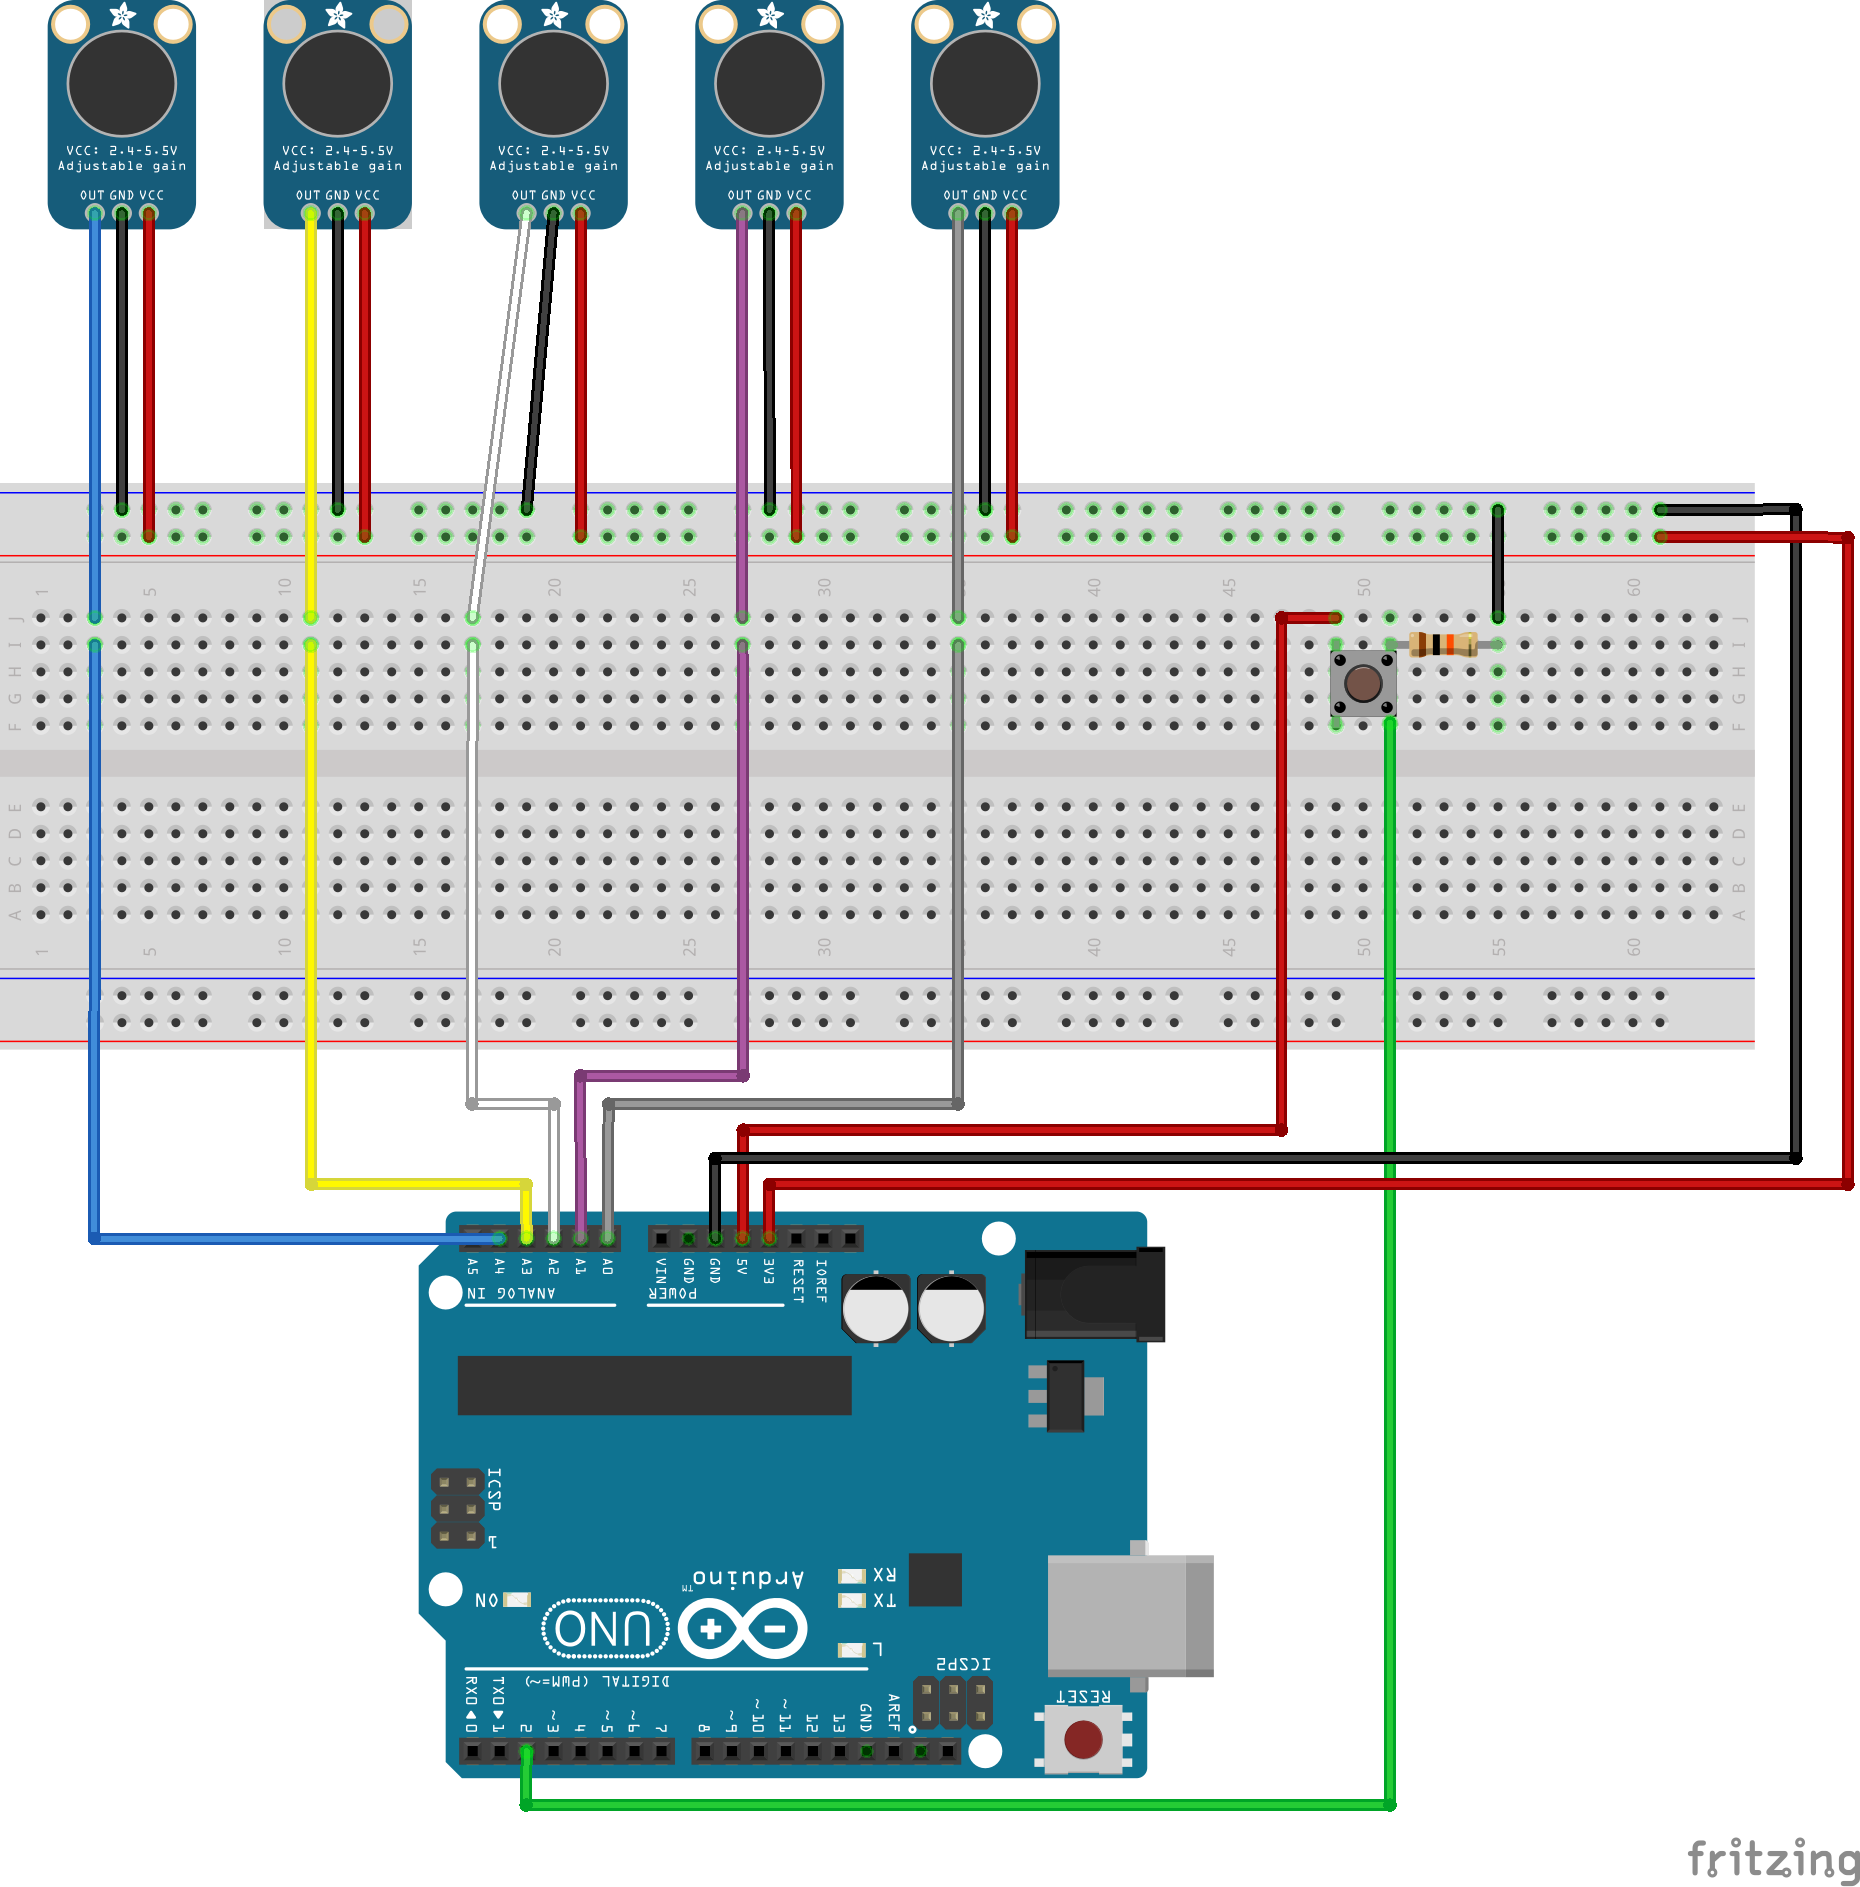 VCC: 2.4-5.5V
Adjustable gain
OUT GND VCC
VCC: 2.4-5.5V
Adjustable gain
OUT GND VCC
VCC: 2.4-5.5V
Adjustable gain
OUT GND VCC
VCC: 2.4-5.5V
Adjustable gain
OUT GND VCC
VCC: 2.4-5.5V
Adjustable gain
OUT GND VCC
1 5 10 15 20 25 30 40 45 50 60
J J
I I
H H
G G
F F
E E
D D
C C
B B
A A
1 5 10 15 20 25 30 40 45 50 55 60
A5 A4 A3 A2 A1 A0 VIN GND GND 5V 3V3 RESET IOREF
ANALOG IN POWER
ICSP
1
Arduino™
RX
ON
TX
UNO
L
ICSP2
DIGITAL (PWM=~)
RESET
RX0◀0 TX0▶1 2 ~3 4 ~5 ~6 7 8 ~9 ~10 ~11 12 13 GND AREF
fritzing